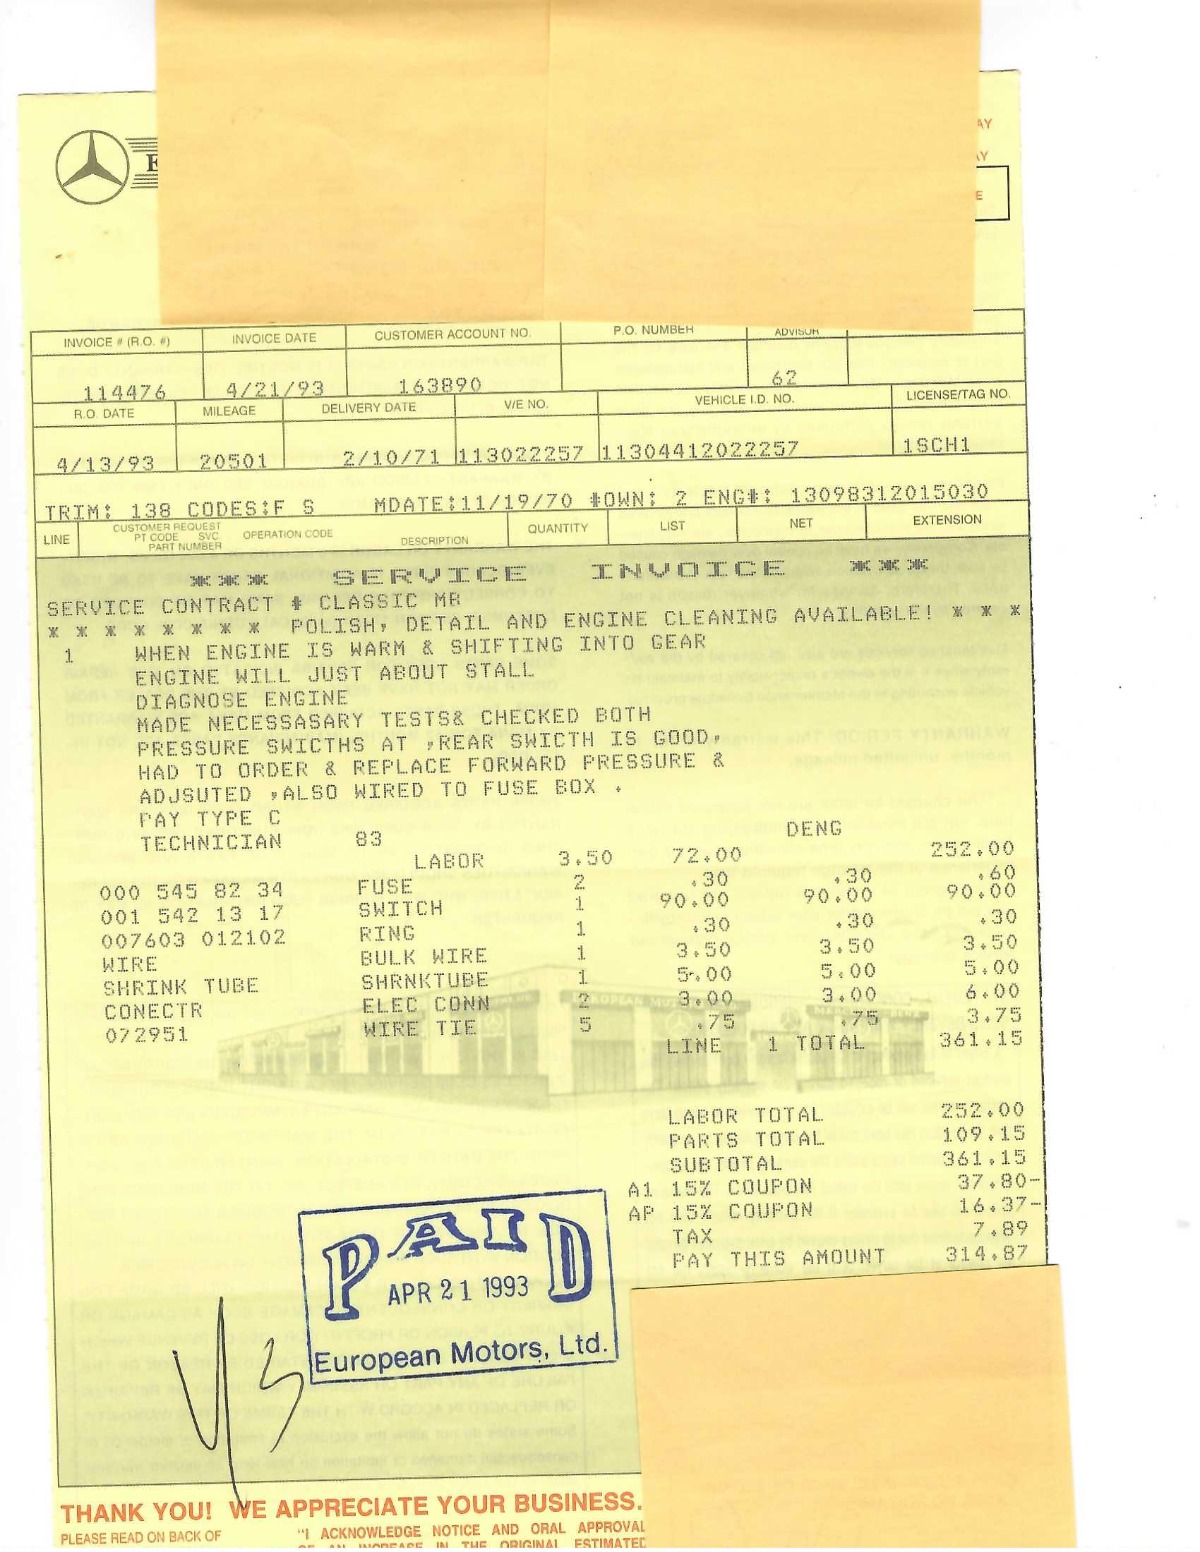 AY
AY
E
E
INVOICE # (R.O. #) INVOICE DATE CUSTOMER ACCOUNT NO. P.O. NUMBER ADVISOR
114476 4/21/93 163890 62
R.O. DATE MILEAGE DELIVERY DATE V/E NO. VEHICLE I.D. NO. LICENSE/TAG NO.
4/13/93 20501 2/10/71 113022257 11304412022257 1SCH1
TRIM: 138 CODES:F S MDATE:11/19/70 #OWN: 2 ENG#: 13098312015030
LINE CUSTOMER REQUEST PT CODE SVC PART NUMBER OPERATION CODE DESCRIPTION QUANTITY LIST NET EXTENSION
*** SERVICE INVOICE ***
SERVICE CONTRACT # CLASSIC MB
* * * * * * * * POLISH, DETAIL AND ENGINE CLEANING AVAILABLE! * * *
1 WHEN ENGINE IS WARM & SHIFTING INTO GEAR
ENGINE WILL JUST ABOUT STALL
DIAGNOSE ENGINE
MADE NECESSASARY TESTS& CHECKED BOTH
PRESSURE SWICTHS AT ,REAR SWICTH IS GOOD,
HAD TO ORDER & REPLACE FORWARD PRESSURE &
ADJSUTED ,ALSO WIRED TO FUSE BOX .
PAY TYPE C
TECHNICIAN 83 DENG
LABOR 3.50 72.00 252.00
000 545 82 34 FUSE 2 .30 .30 .60
001 542 13 17 SWITCH 1 90.00 90.00 90.00
007603 012102 RING 1 .30 .30 .30
WIRE BULK WIRE 1 3.50 3.50 3.50
SHRINK TUBE SHRNKTUBE 1 5.00 5.00 5.00
CONECTR ELEC CONN 2 3.00 3.00 6.00
072951 WIRE TIE 5 .75 .75 3.75
LINE 1 TOTAL 361.15
LABOR TOTAL 252.00
PARTS TOTAL 109.15
SUBTOTAL 361.15
A1 15% COUPON 37.80-
AP 15% COUPON 16.37-
TAX 7.89
PAY THIS AMOUNT 314.87
PAID
APR 21 1993
European Motors, Ltd.
THANK YOU! WE APPRECIATE YOUR BUSINESS.
PLEASE READ ON BACK OF "I ACKNOWLEDGE NOTICE AND ORAL APPROVAL
OF AN INCREASE IN THE ORIGINAL ESTIMATED